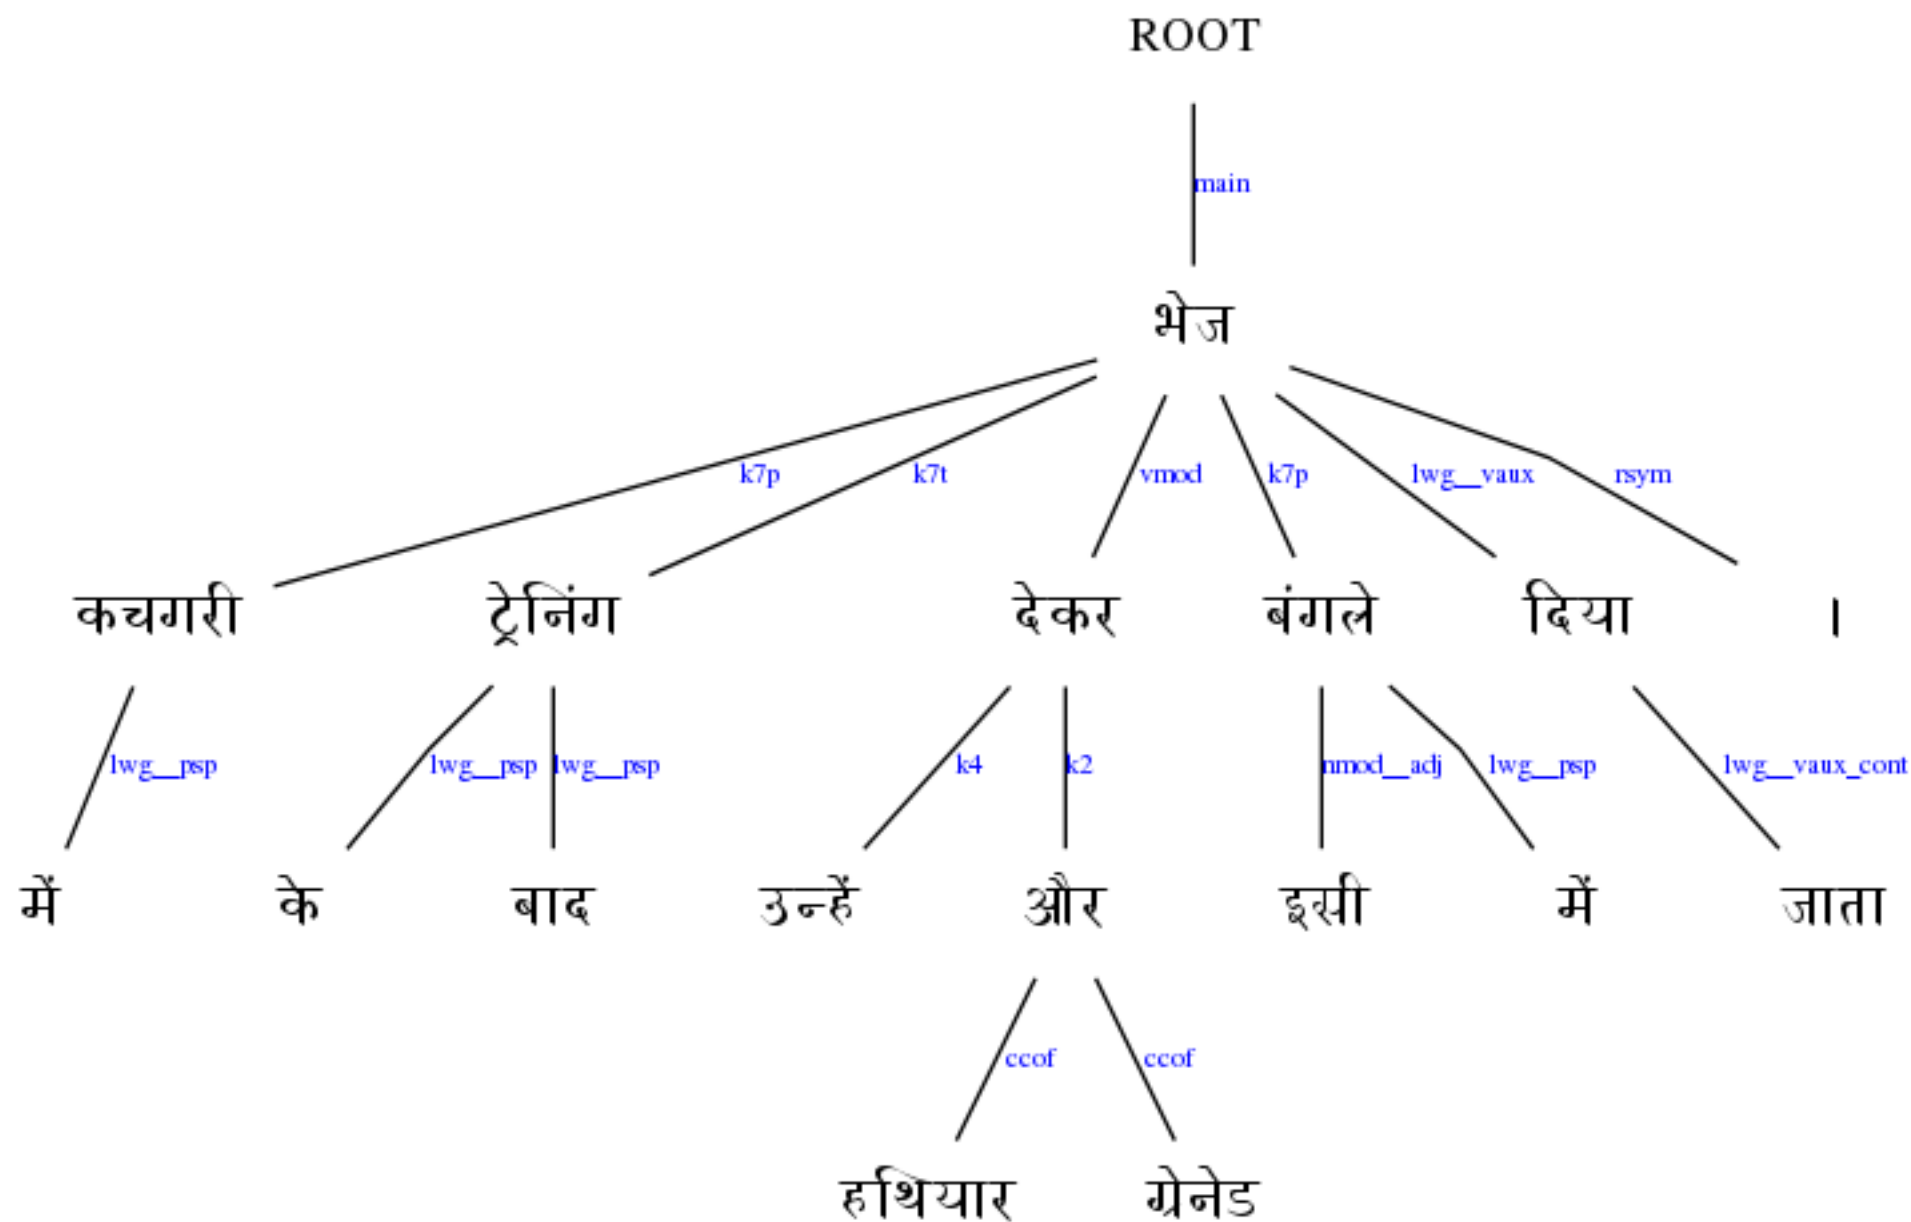 ROOT
main
भेज
k7p k7t vmod k7p lwg__vaux rsym
कचगरी ट्रेनिंग देकर बंगले दिया ।
lwg__psp lwg__psp lwg__psp k4 k2 nmod__adj lwg__psp lwg__vaux_cont
में के बाद उन्हें और इसी में जाता
ccof ccof
हथियार ग्रेनेड